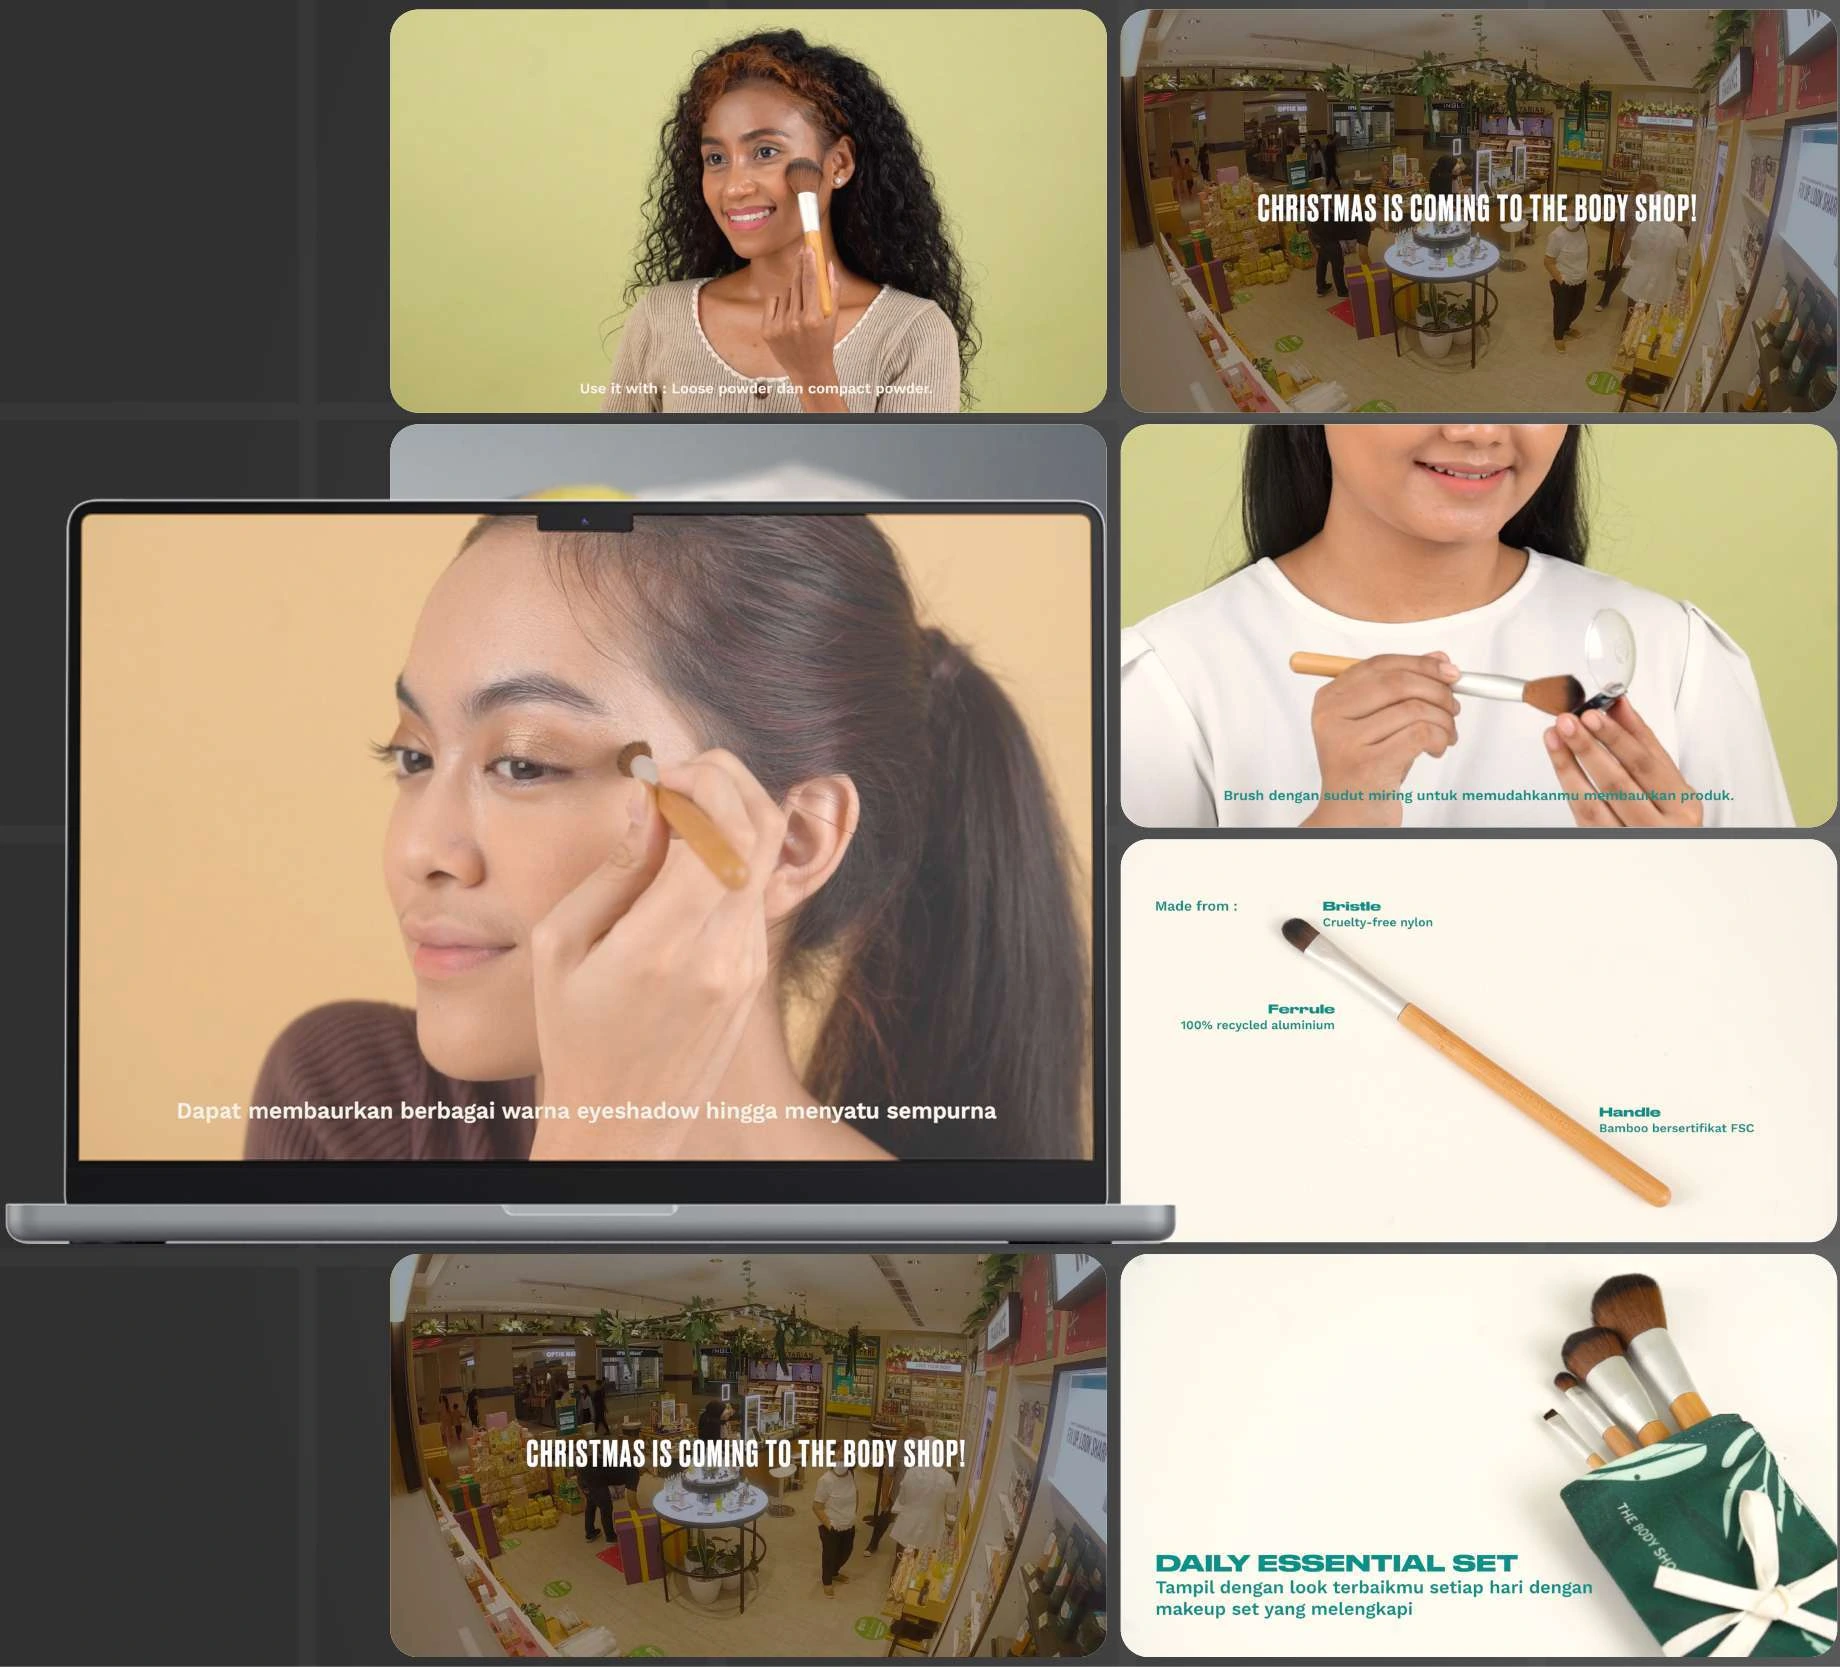 Use it with : Loose powder dan compact powder.
CHRISTMAS IS COMING TO THE BODY SHOP!
Brush dengan sudut miring untuk memudahkanmu membaurkan produk.
Dapat membaurkan berbagai warna eyeshadow hingga menyatu sempurna
Made from :
Bristle
Cruelty-free nylon
Ferrule
100% recycled aluminium
Handle
Bamboo bersertifikat FSC
CHRISTMAS IS COMING TO THE BODY SHOP!
THE BODY SHO
DAILY ESSENTIAL SET
Tampil dengan look terbaikmu setiap hari dengan
makeup set yang melengkapi